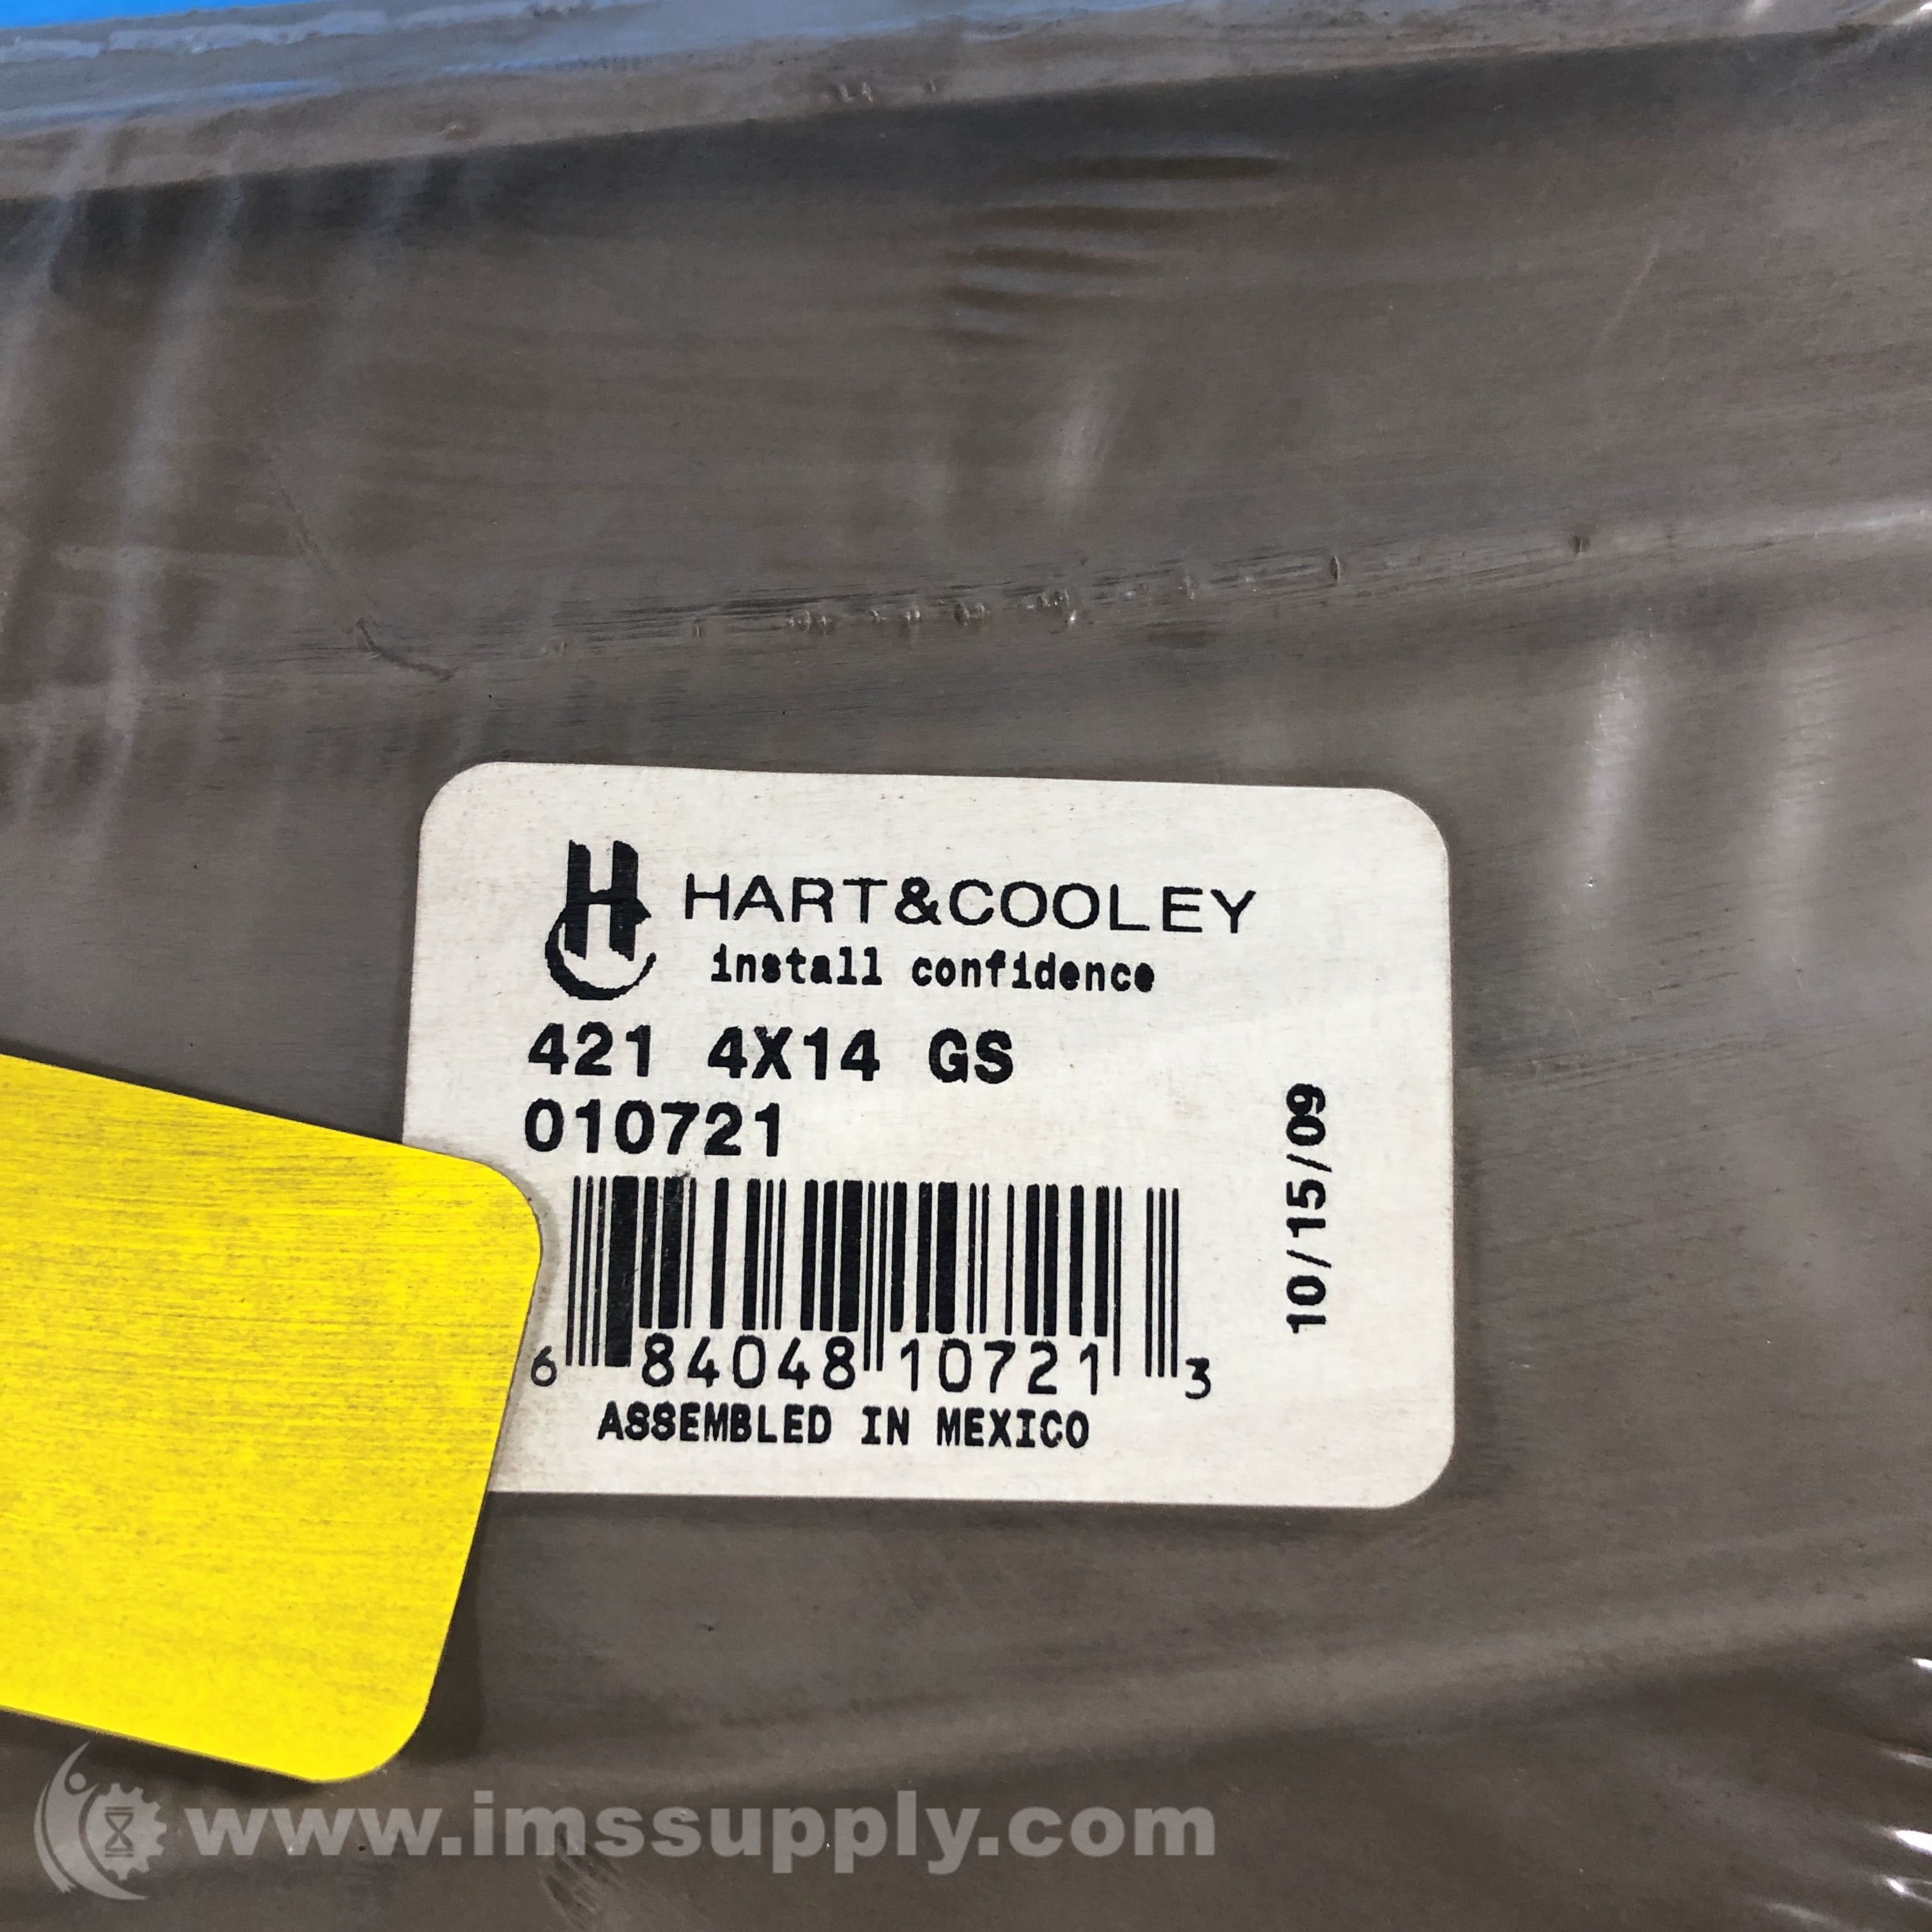 HART&COOLEY
install confidence
421 4X14 GS
010721
10/15/09
6 84048 10721 3
ASSEMBLED IN MEXICO
www.imssupply.com